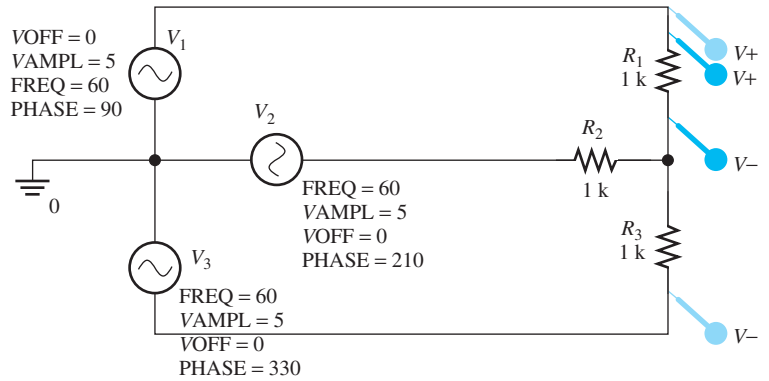 VOFF = 0
VAMPL = 5
FREQ = 60
PHASE = 90
V1
V2
R1
1 k
V+
V+
R2
1 k
V−
0
FREQ = 60
VAMPL = 5
VOFF = 0
PHASE = 210
R3
1 k
V3
FREQ = 60
VAMPL = 5
VOFF = 0
PHASE = 330
V−